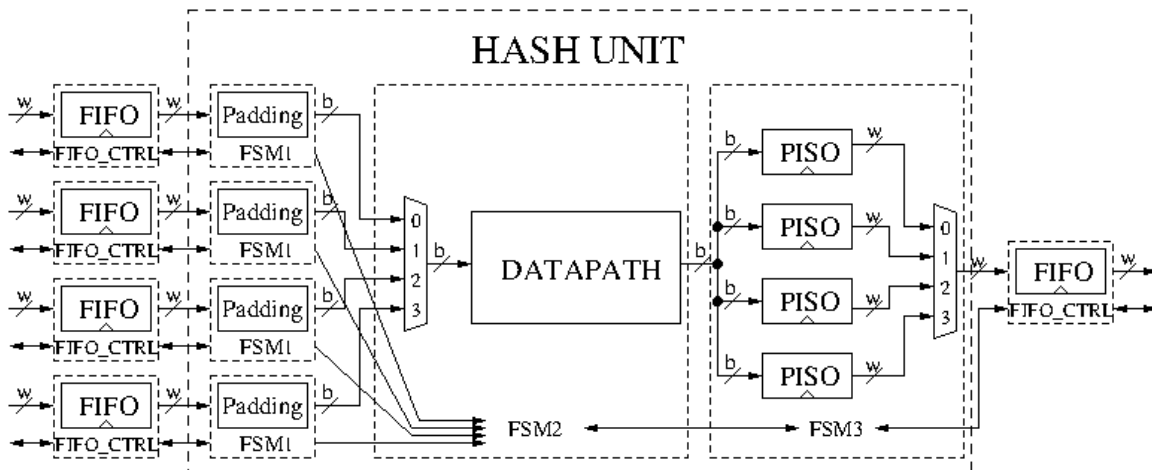 HASH UNIT
w FIFO w Padding b
FIFO_CTRL FSM1
w FIFO w Padding b
FIFO_CTRL FSM1
w FIFO w Padding b
FIFO_CTRL FSM1
w FIFO w Padding b
FIFO_CTRL FSM1
0
1
2
3
b
DATAPATH
b
FSM2
b PISO w
b PISO w
b PISO w
b PISO w
FSM3
0
1
2
3
w FIFO w
FIFO_CTRL